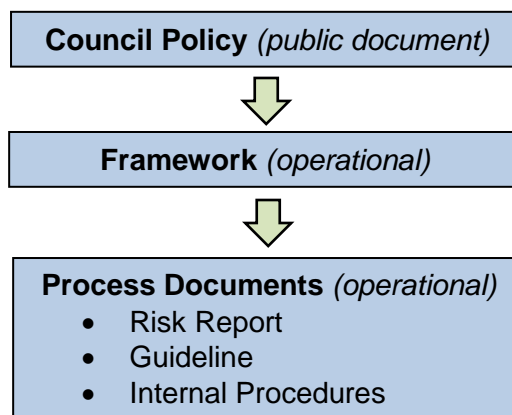 Council Policy (public document)
Framework (operational)
Process Documents (operational)
• Risk Report
• Guideline
• Internal Procedures